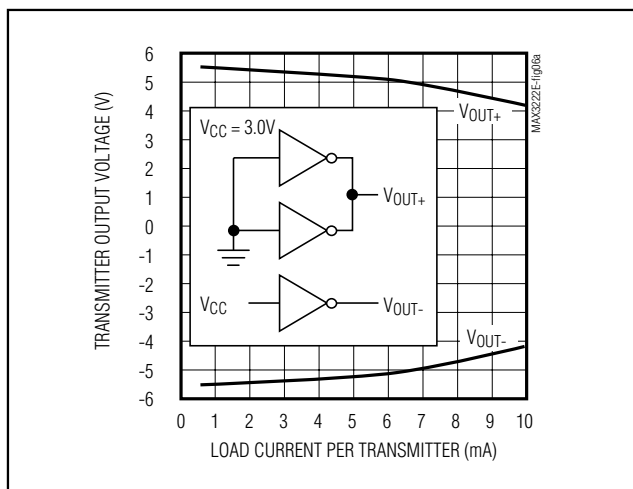 TRANSMITTER OUTPUT VOLTAGE (V)
6
5
4
3
2
1
0
-1
-2
-3
-4
-5
-6
VCC = 3.0V
VOUT+
VCC
VOUT-
VOUT+
VOUT-
MAX3222E-fig06a
0 1 2 3 4 5 6 7 8 9 10
LOAD CURRENT PER TRANSMITTER (mA)